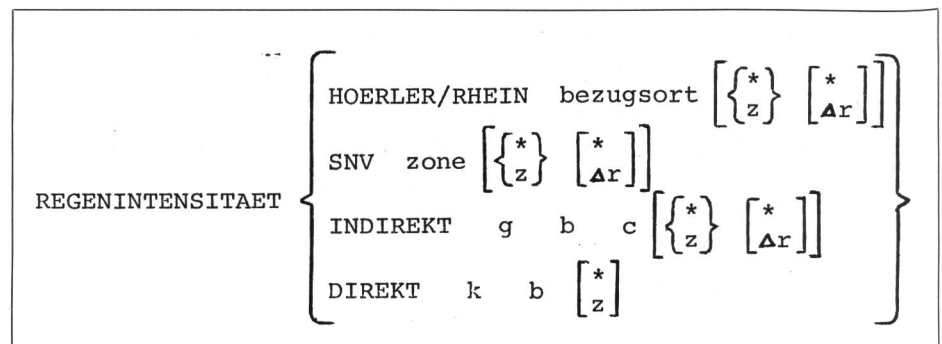 HOERLER/RHEIN bezugsort [{* z} [* Δr]]
SNV zone [{* z} [* Δr]]
REGENINTENSITAET
INDIREKT g b c [{* z} [* Δr]]
DIREKT k b [* z]